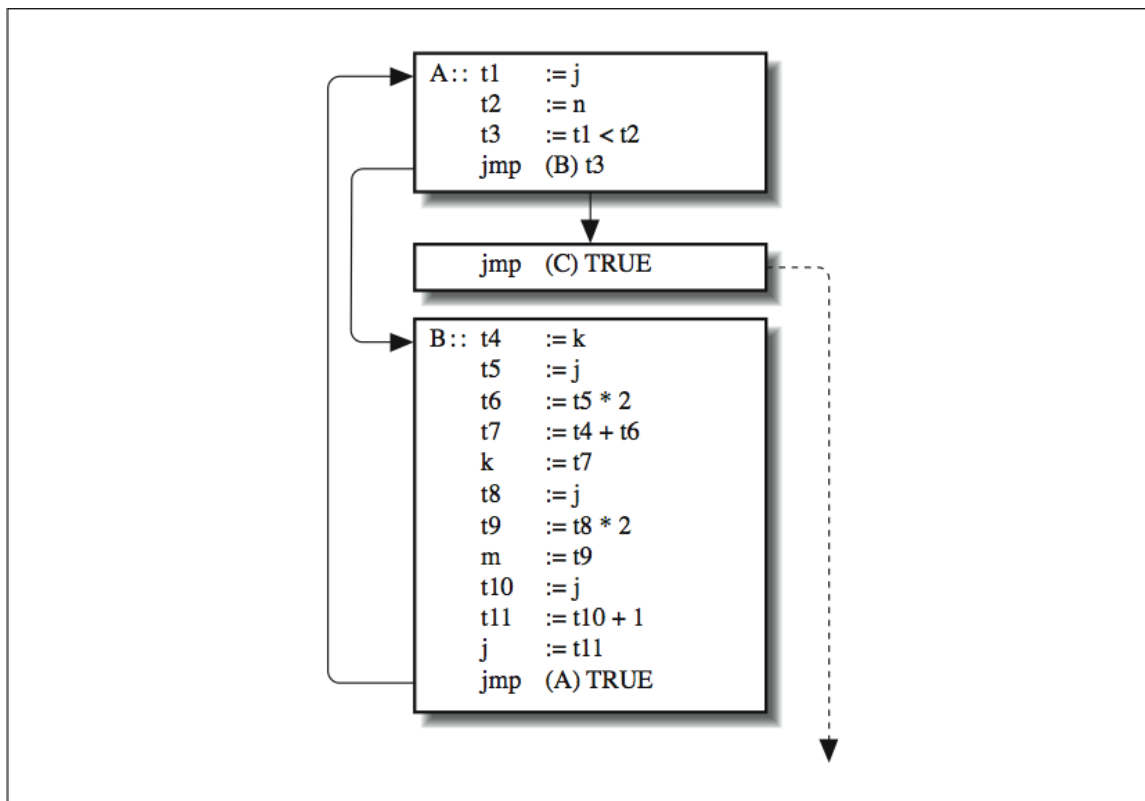 A:: t1 := j
t2 := n
t3 := t1 < t2
jmp (B) t3
jmp (C) TRUE
B:: t4 := k
t5 := j
t6 := t5 * 2
t7 := t4 + t6
k := t7
t8 := j
t9 := t8 * 2
m := t9
t10 := j
t11 := t10 + 1
j := t11
jmp (A) TRUE